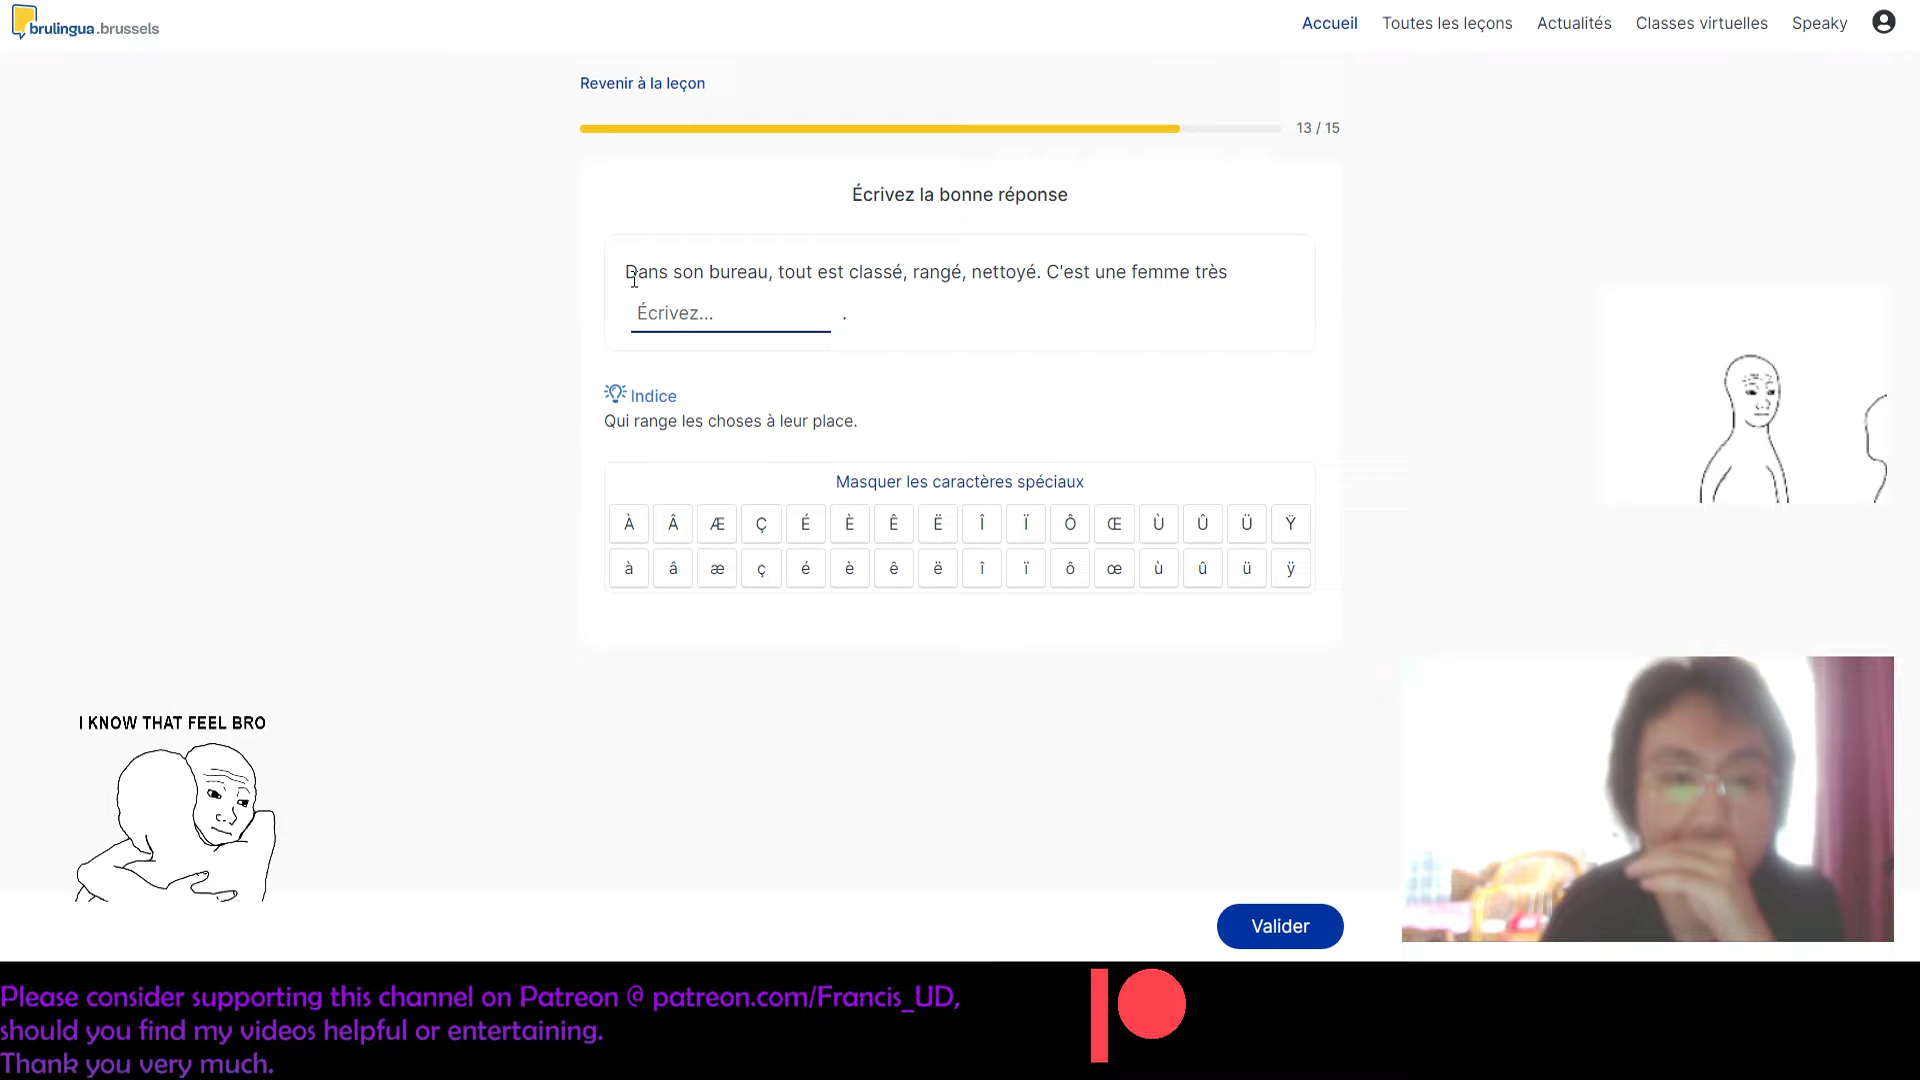 brulingua.brussels
Accueil
Toutes les leçons
Actualités
Classes virtuelles
Speaky
Revenir à la leçon
13 / 15
Écrivez la bonne réponse
Dans son bureau, tout est classé, rangé, nettoyé. C'est une femme très
Écrivez... .
Indice
Qui range les choses à leur place.
Masquer les caractères spéciaux
À Â Æ Ç É È Ê Ë Î Ï Ô Œ Ù Û Ü Ÿ
à â æ ç é è ê ë î ï ô œ ù û ü ÿ
I KNOW THAT FEEL BRO
Valider
Please consider supporting this channel on Patreon @ patreon.com/Francis_UD,
should you find my videos helpful or entertaining.
Thank you very much.